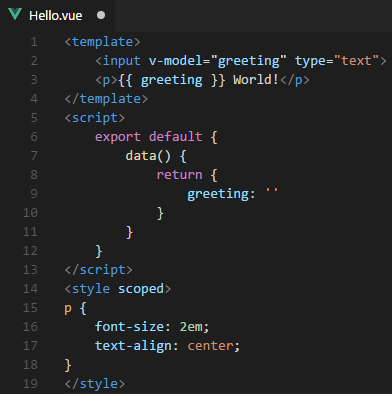 Hello.vue
1 <template>
2     <input v-model="greeting" type="text">
3     <p>{{ greeting }} World!</p>
4 </template>
5 <script>
6     export default {
7         data() {
8             return {
9                 greeting: ''
10             }
11         }
12     }
13 </script>
14 <style scoped>
15 p {
16     font-size: 2em;
17     text-align: center;
18 }
19 </style>